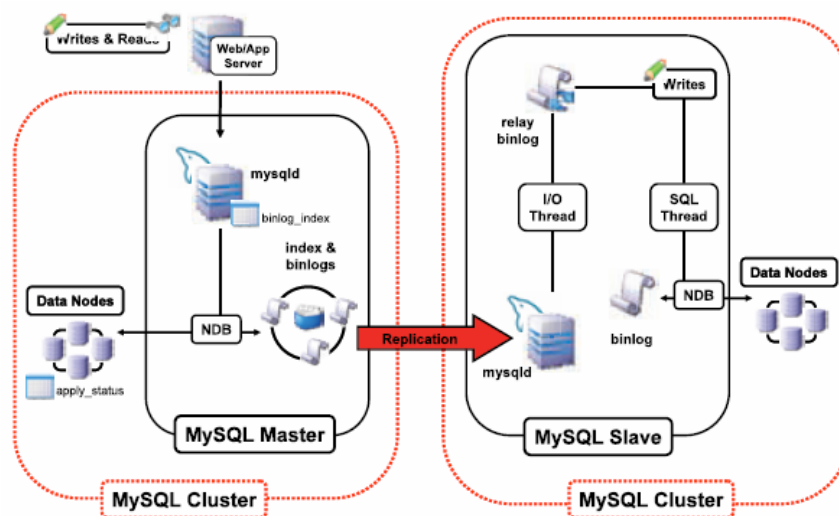 Writes & Reads
Web/App
Server
mysqld
binlog_index
index &
binlogs
Data Nodes
NDB
apply_status
MySQL Master
MySQL Cluster
Replication
relay
binlog
Writes
I/O
Thread
SQL
Thread
mysqld
binlog
NDB
Data Nodes
MySQL Slave
MySQL Cluster